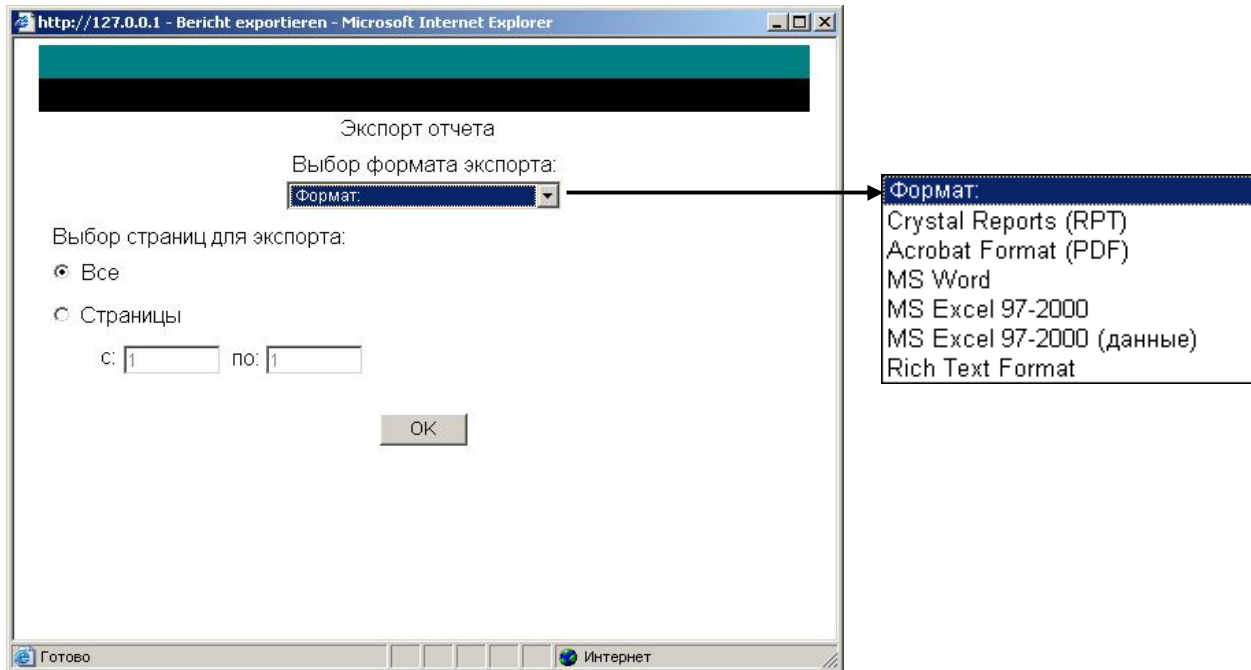 http://127.0.0.1 - Bericht exportieren - Microsoft Internet Explorer
Экспорт отчета
Выбор формата экспорта:
Формат:
Выбор страниц для экспорта:
Все
Страницы
с: 1 по: 1
OK
Готово
Интернет
Формат:
Crystal Reports (RPT)
Acrobat Format (PDF)
MS Word
MS Excel 97-2000
MS Excel 97-2000 (данные)
Rich Text Format